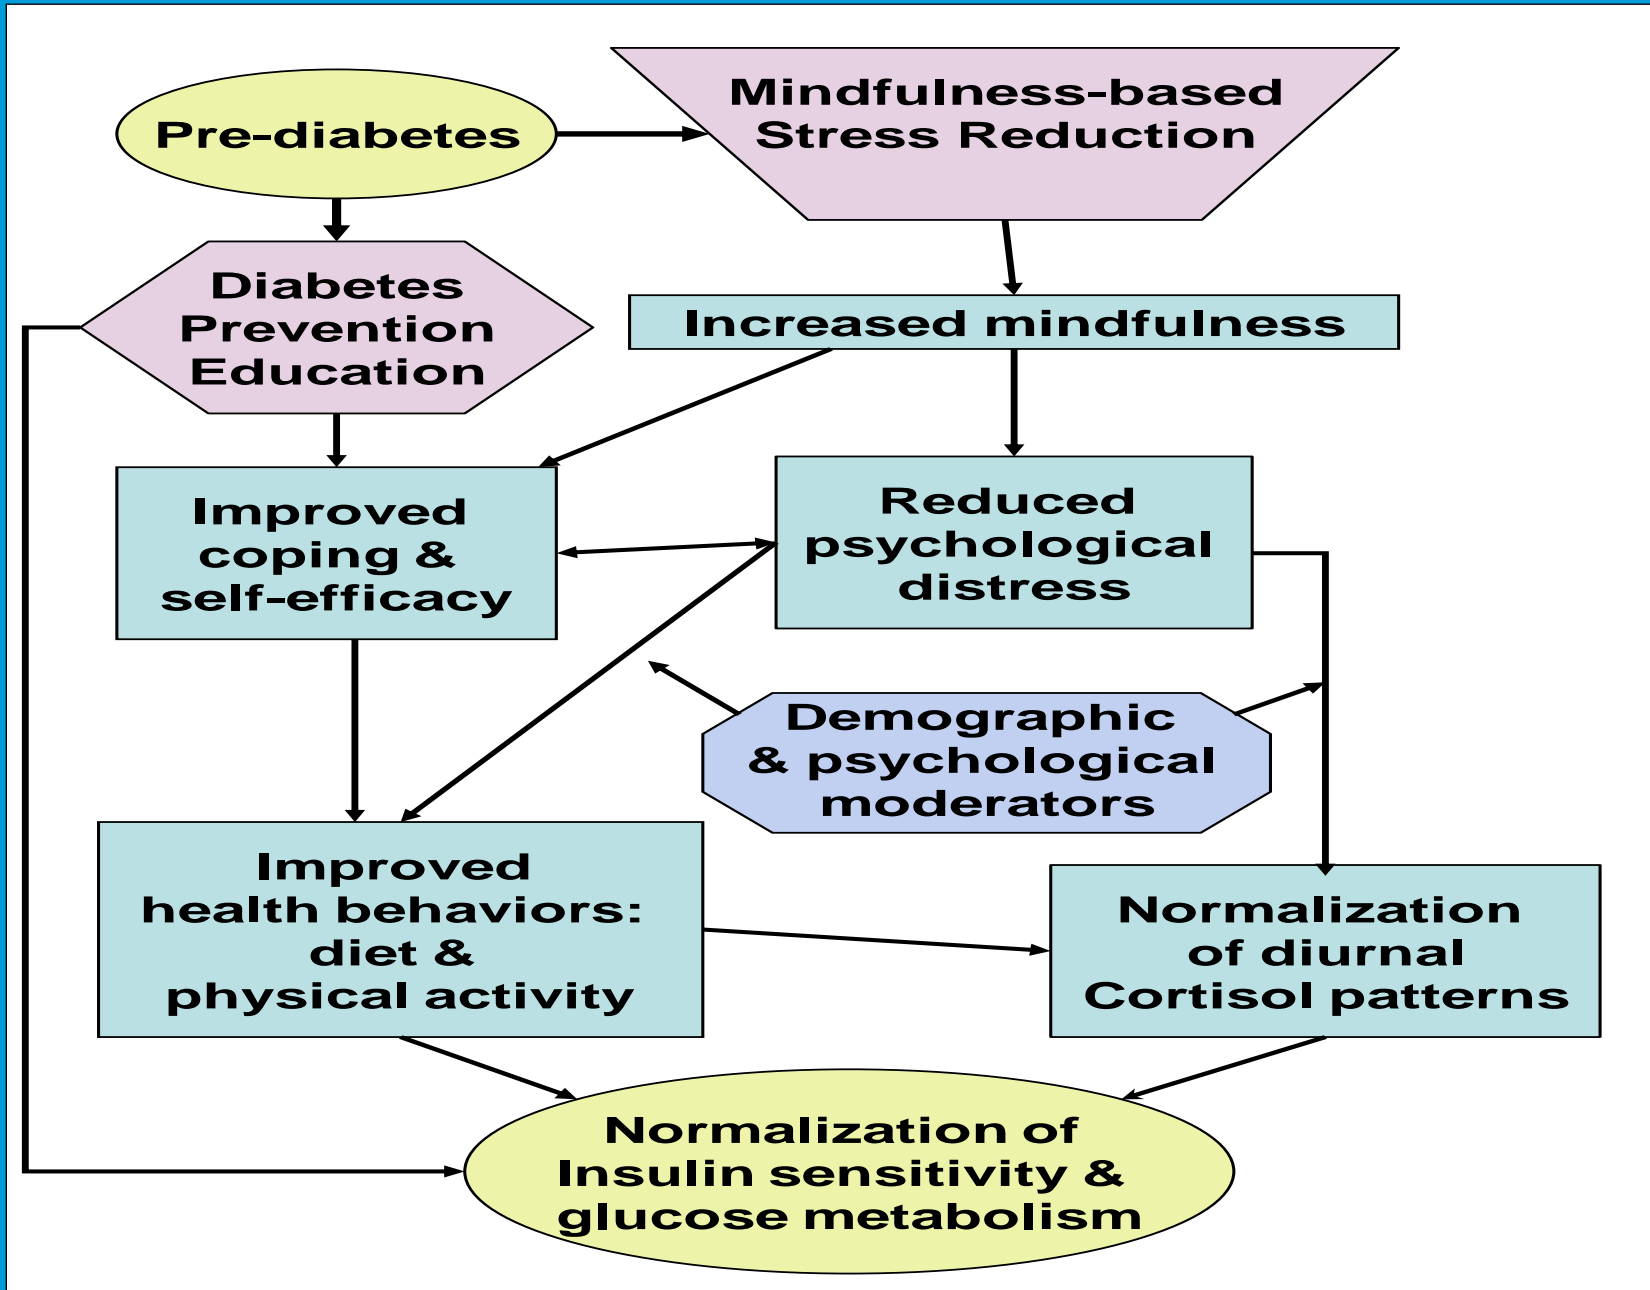 Pre-diabetes
Mindfulness-based
Stress Reduction
Diabetes
Prevention
Education
Increased mindfulness
Improved
coping &
self-efficacy
Reduced
psychological
distress
Demographic
& psychological
moderators
Improved
health behaviors:
diet &
physical activity
Normalization
of diurnal
Cortisol patterns
Normalization of
Insulin sensitivity &
glucose metabolism